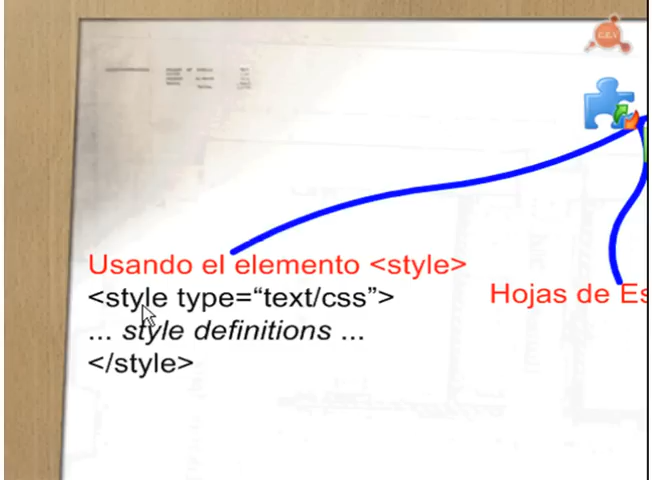 C.E.V
Usando el elemento <style>
<style type=“text/css”>
... style definitions ...
</style>
Hojas de Es